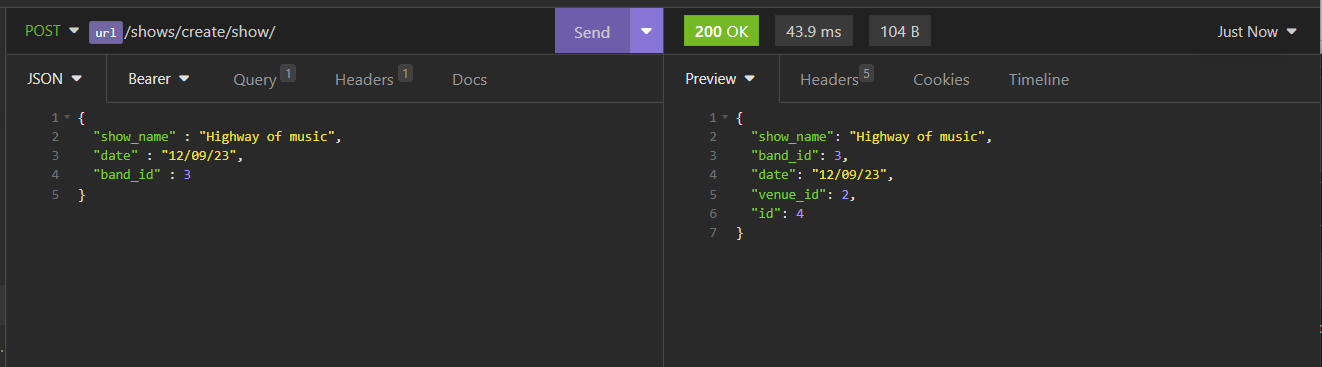 POST url /shows/create/show/ Send 200 OK 43.9 ms 104 B Just Now
JSON Bearer Query 1 Headers 1 Docs Preview Headers 5 Cookies Timeline
1 {
2 "show_name" : "Highway of music",
3 "date" : "12/09/23",
4 "band_id" : 3
5 }
1 {
2 "show_name": "Highway of music",
3 "band_id": 3,
4 "date": "12/09/23",
5 "venue_id": 2,
6 "id": 4
7 }